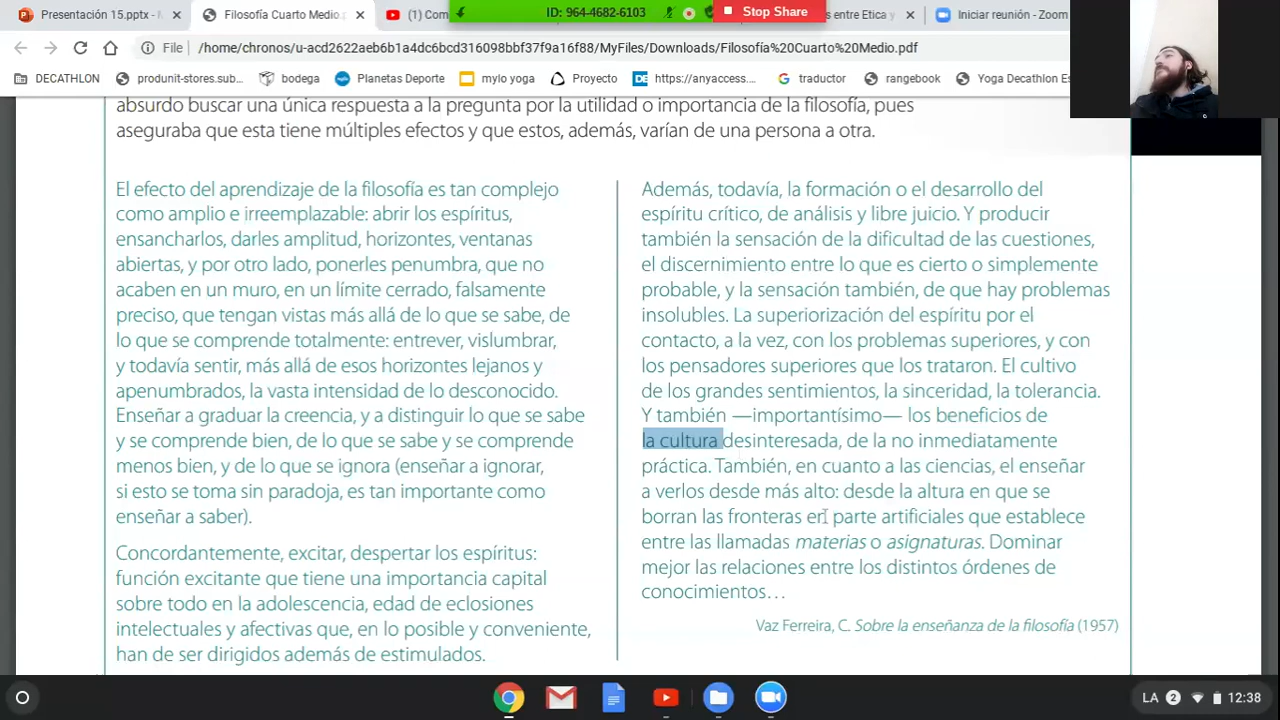 Presentación 15.pptx -
Filosofía Cuarto Medio.pdf
(1) Com
ID: 964-4682-6103
Stop Share
s entre Etica y
Iniciar reunión - Zoom
File
/home/chronos/u-acd2622aeb6b1a4dc6bcd316098bbf37f9a16f88/MyFiles/Downloads/Filosofía%20Cuarto%20Medio.pdf
DECATHLON
produnit-stores.sub...
bodega
Planetas Deporte
mylo yoga
Proyecto
https://anyaccess.
traductor
rangebook
Yoga Decathlon Es
absurdo buscar una única respuesta a la pregunta por la utilidad o importancia de la filosofía, pues
aseguraba que esta tiene múltiples efectos y que estos, además, varían de una persona a otra.
El efecto del aprendizaje de la filosofía es tan complejo
como amplio e irreemplazable: abrir los espíritus,
ensancharlos, darles amplitud, horizontes, ventanas
abiertas, y por otro lado, ponerles penumbra, que no
acaben en un muro, en un límite cerrado, falsamente
preciso, que tengan vistas más allá de lo que se sabe, de
lo que se comprende totalmente: entrever, vislumbrar,
y todavía sentir, más allá de esos horizontes lejanos y
apenumbrados, la vasta intensidad de lo desconocido.
Enseñar a graduar la creencia, y a distinguir lo que se sabe
y se comprende bien, de lo que se sabe y se comprende
menos bien, y de lo que se ignora (enseñar a ignorar,
si esto se toma sin paradoja, es tan importante como
enseñar a saber).
Concordantemente, excitar, despertar los espíritus:
función excitante que tiene una importancia capital
sobre todo en la adolescencia, edad de eclosiones
intelectuales y afectivas que, en lo posible y conveniente,
han de ser dirigidos además de estimulados.
Además, todavía, la formación o el desarrollo del
espíritu crítico, de análisis y libre juicio. Y producir
también la sensación de la dificultad de las cuestiones,
el discernimiento entre lo que es cierto o simplemente
probable, y la sensación también, de que hay problemas
insolubles. La superiorización del espíritu por el
contacto, a la vez, con los problemas superiores, y con
los pensadores superiores que los trataron. El cultivo
de los grandes sentimientos, la sinceridad, la tolerancia.
Y también —importantísimo— los beneficios de
la cultura desinteresada, de la no inmediatamente
práctica. También, en cuanto a las ciencias, el enseñar
a verlos desde más alto: desde la altura en que se
borran las fronteras en parte artificiales que establece
entre las llamadas materias o asignaturas. Dominar
mejor las relaciones entre los distintos órdenes de
conocimientos…
Vaz Ferreira, C. Sobre la enseñanza de la filosofía (1957)
LA 2 12:38